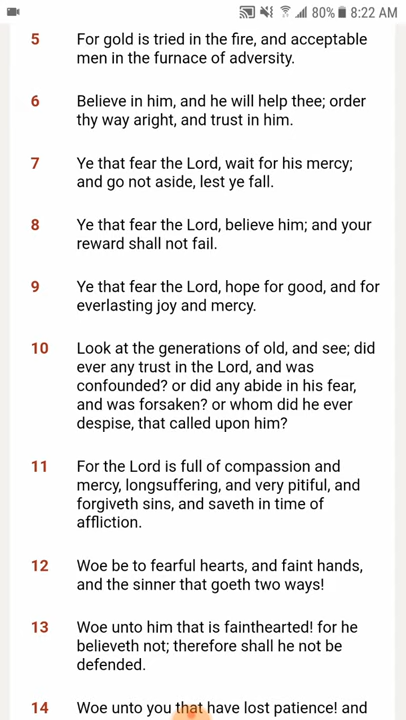 80% 8:22 AM
5 For gold is tried in the fire, and acceptable
men in the furnace of adversity.
6 Believe in him, and he will help thee; order
thy way aright, and trust in him.
7 Ye that fear the Lord, wait for his mercy;
and go not aside, lest ye fall.
8 Ye that fear the Lord, believe him; and your
reward shall not fail.
9 Ye that fear the Lord, hope for good, and for
everlasting joy and mercy.
10 Look at the generations of old, and see; did
ever any trust in the Lord, and was
confounded? or did any abide in his fear,
and was forsaken? or whom did he ever
despise, that called upon him?
11 For the Lord is full of compassion and
mercy, longsuffering, and very pitiful, and
forgiveth sins, and saveth in time of
affliction.
12 Woe be to fearful hearts, and faint hands,
and the sinner that goeth two ways!
13 Woe unto him that is fainthearted! for he
believeth not; therefore shall he not be
defended.
14 Woe unto you that have lost patience! and